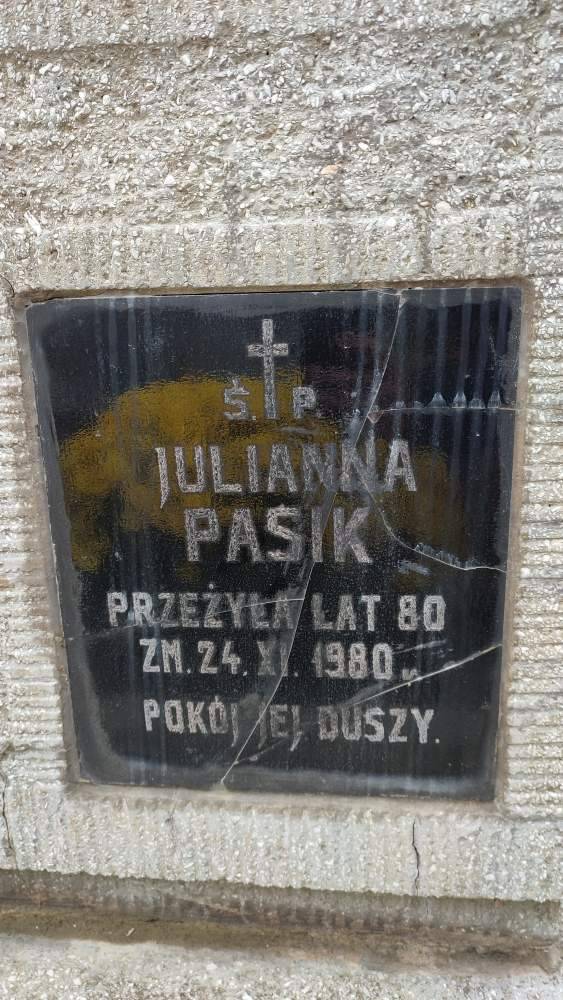 Ś. P.
JULIANNA
PASIK
PRZEŻYŁA LAT 80
ZM. 24. XI. 1980 r.
POKÓJ JEJ DUSZY.